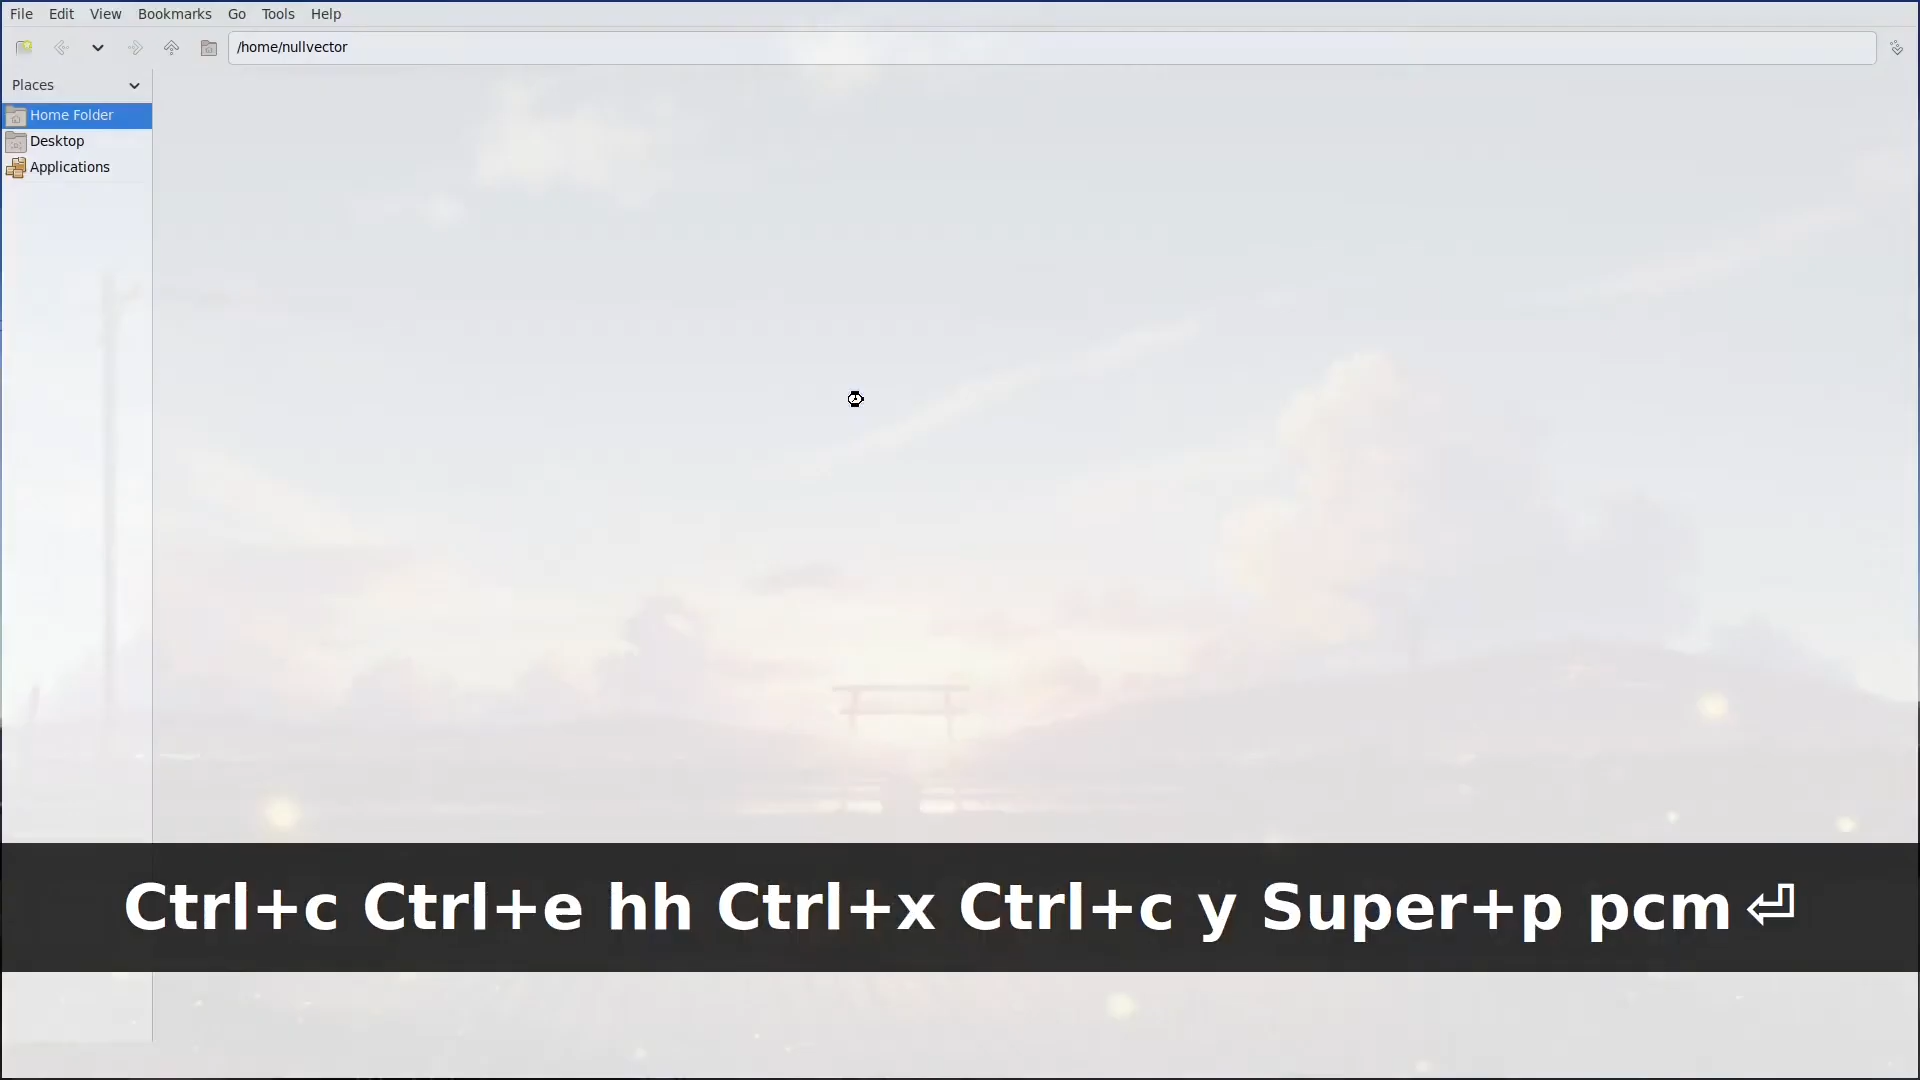 File Edit View Bookmarks Go Tools Help
/home/nullvector
Places
Home Folder
Desktop
Applications
Ctrl+c Ctrl+e hh Ctrl+x Ctrl+c y Super+p pcm ⏎